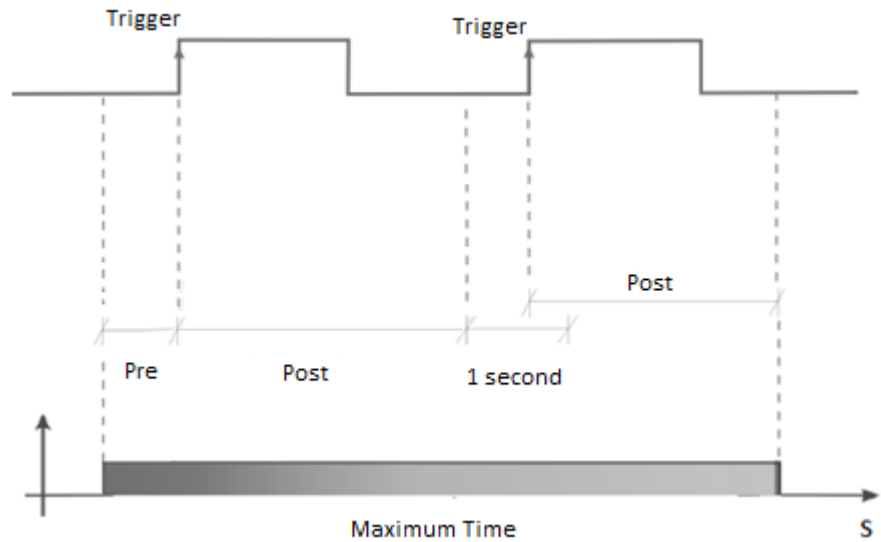 Trigger
Trigger
Post
Pre
Post
1 second
Maximum Time
S